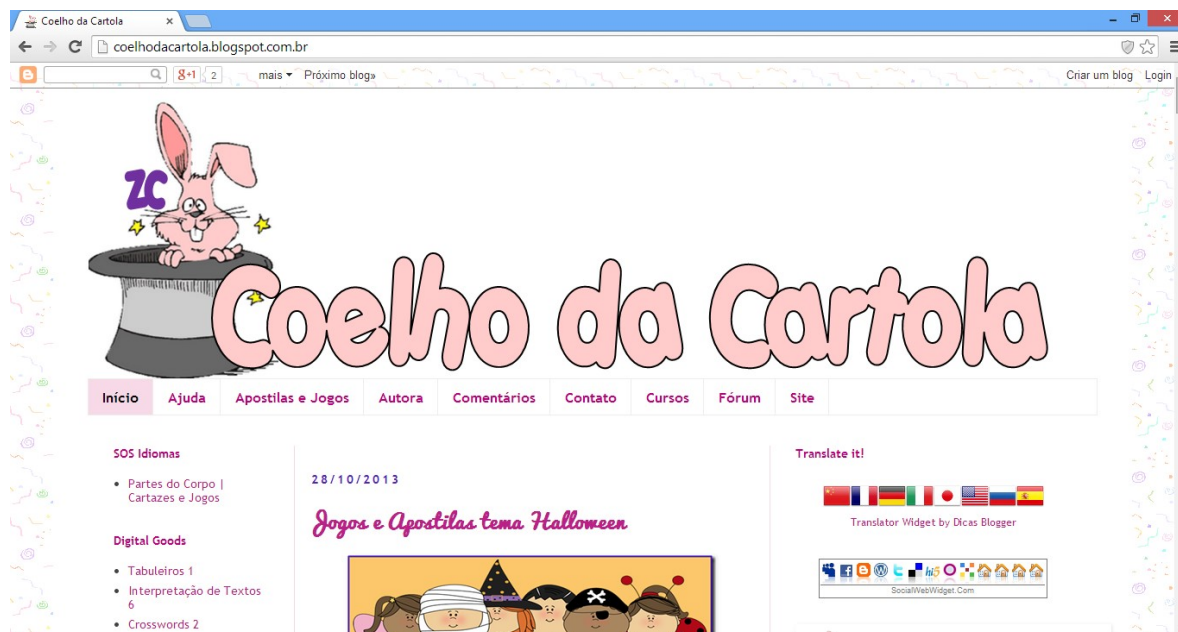 Coelho da Cartola
coelhodacartola.blogspot.com.br
g+1 2 mais Próximo blog» Criar um blog Login
ZC
Coelho da Cartola
Início Ajuda Apostilas e Jogos Autora Comentários Contato Cursos Fórum Site
SOS Idiomas
Partes do Corpo |
Cartazes e Jogos
Digital Goods
Tabuleiros 1
Interpretação de Textos
6
Crosswords 2
28/10/2013
Jogos e Apostilas tema Halloween
Translate it!
Translator Widget by Dicas Blogger
hi5
SocialWebWidget.Com